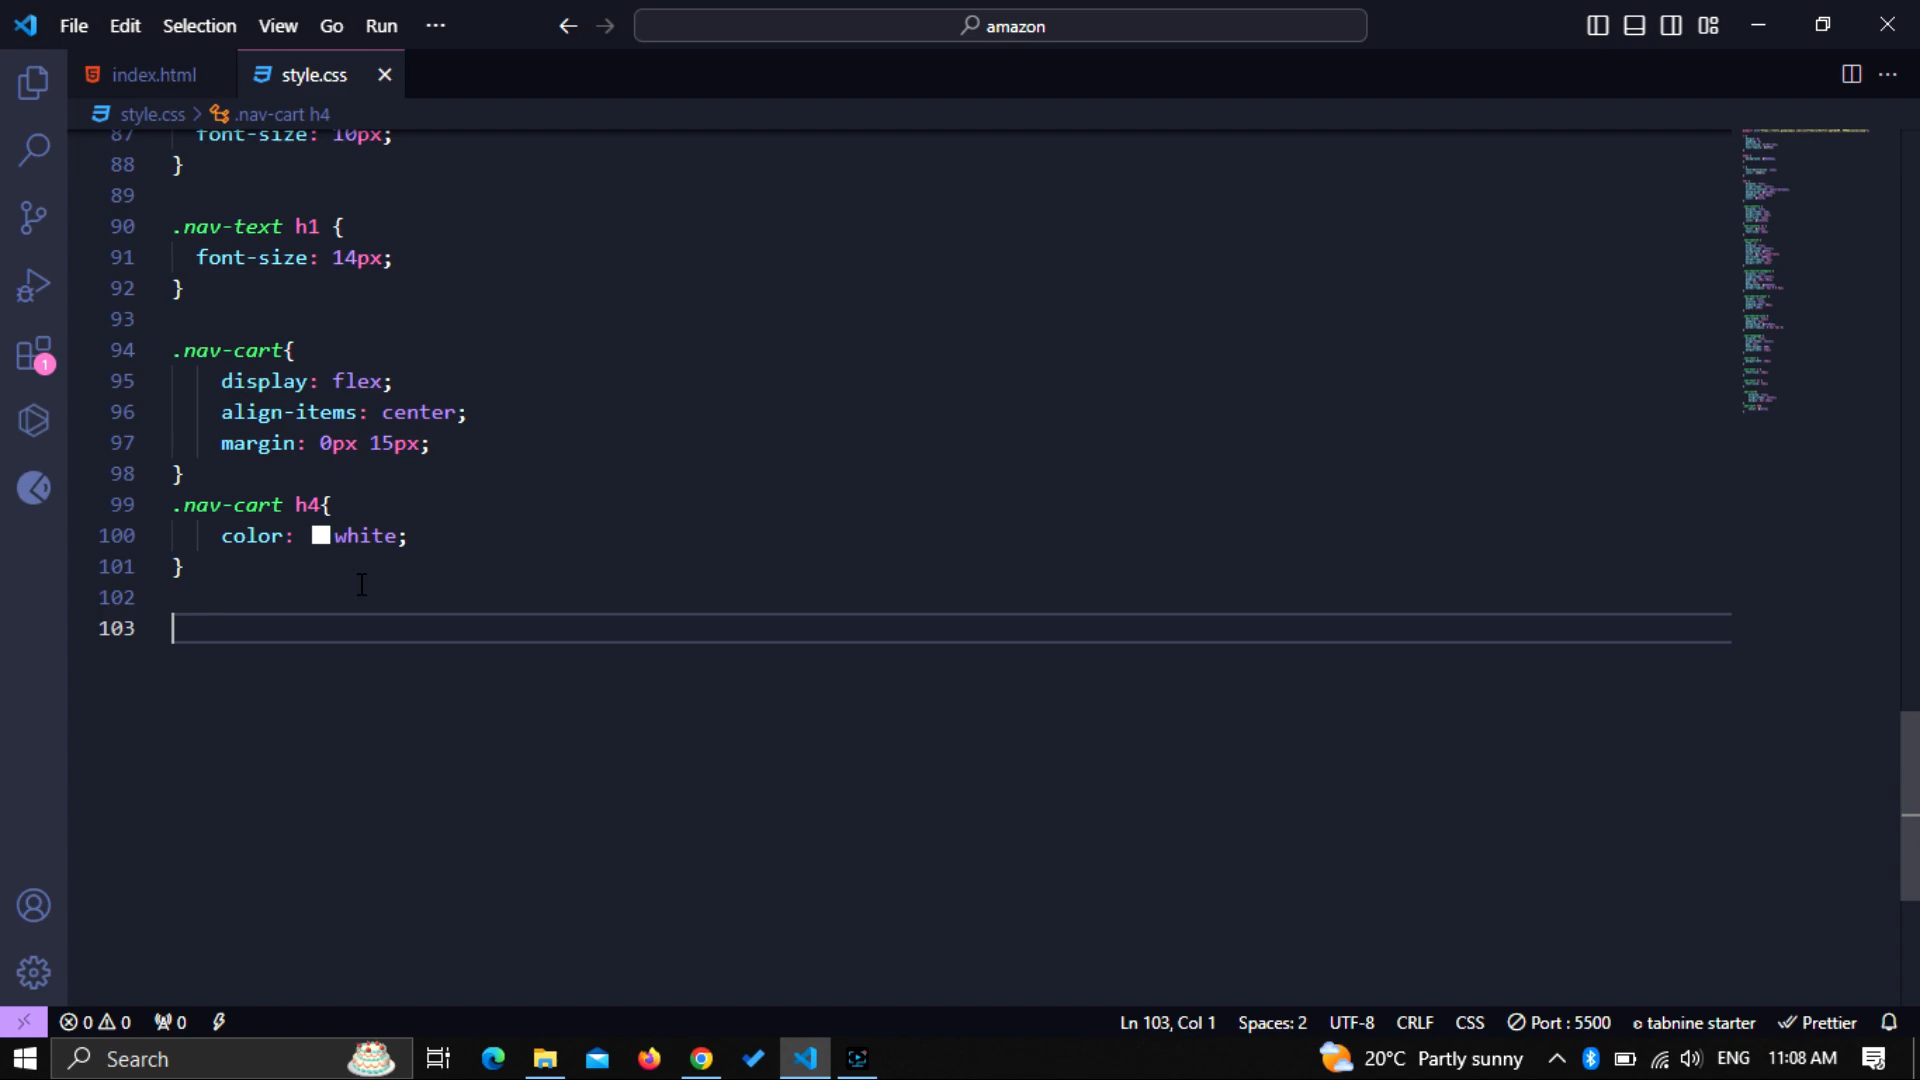 File Edit Selection View Go Run ··· amazon
index.html style.css
style.css > .nav-cart h4
87 font-size: 10px;
88 }
89
90 .nav-text h1 {
91 font-size: 14px;
92 }
93
94 .nav-cart{
95 display: flex;
96 align-items: center;
97 margin: 0px 15px;
98 }
99 .nav-cart h4{
100 color: white;
101 }
102
103
1
0 0 0 Ln 103, Col 1 Spaces: 2 UTF-8 CRLF CSS Port : 5500 tabnine starter Prettier
Search 20°C Partly sunny ENG 11:08 AM